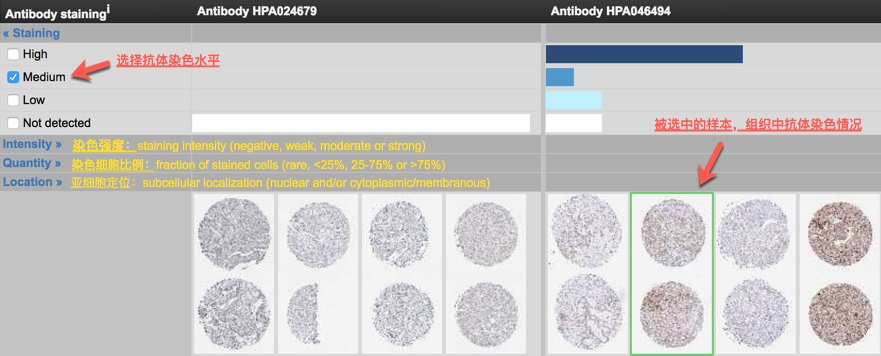 Antibody stainingi Antibody HPA024679 Antibody HPA046494
« Staining
High
选择抗体染色水平
Medium
Low
Not detected
被选中的样本，组织中抗体染色情况
Intensity » 染色强度：staining intensity (negative, weak, moderate or strong)
Quantity » 染色细胞比例：fraction of stained cells (rare, <25%, 25-75% or >75%)
Location » 亚细胞定位：subcellular localization (nuclear and/or cytoplasmic/membranous)